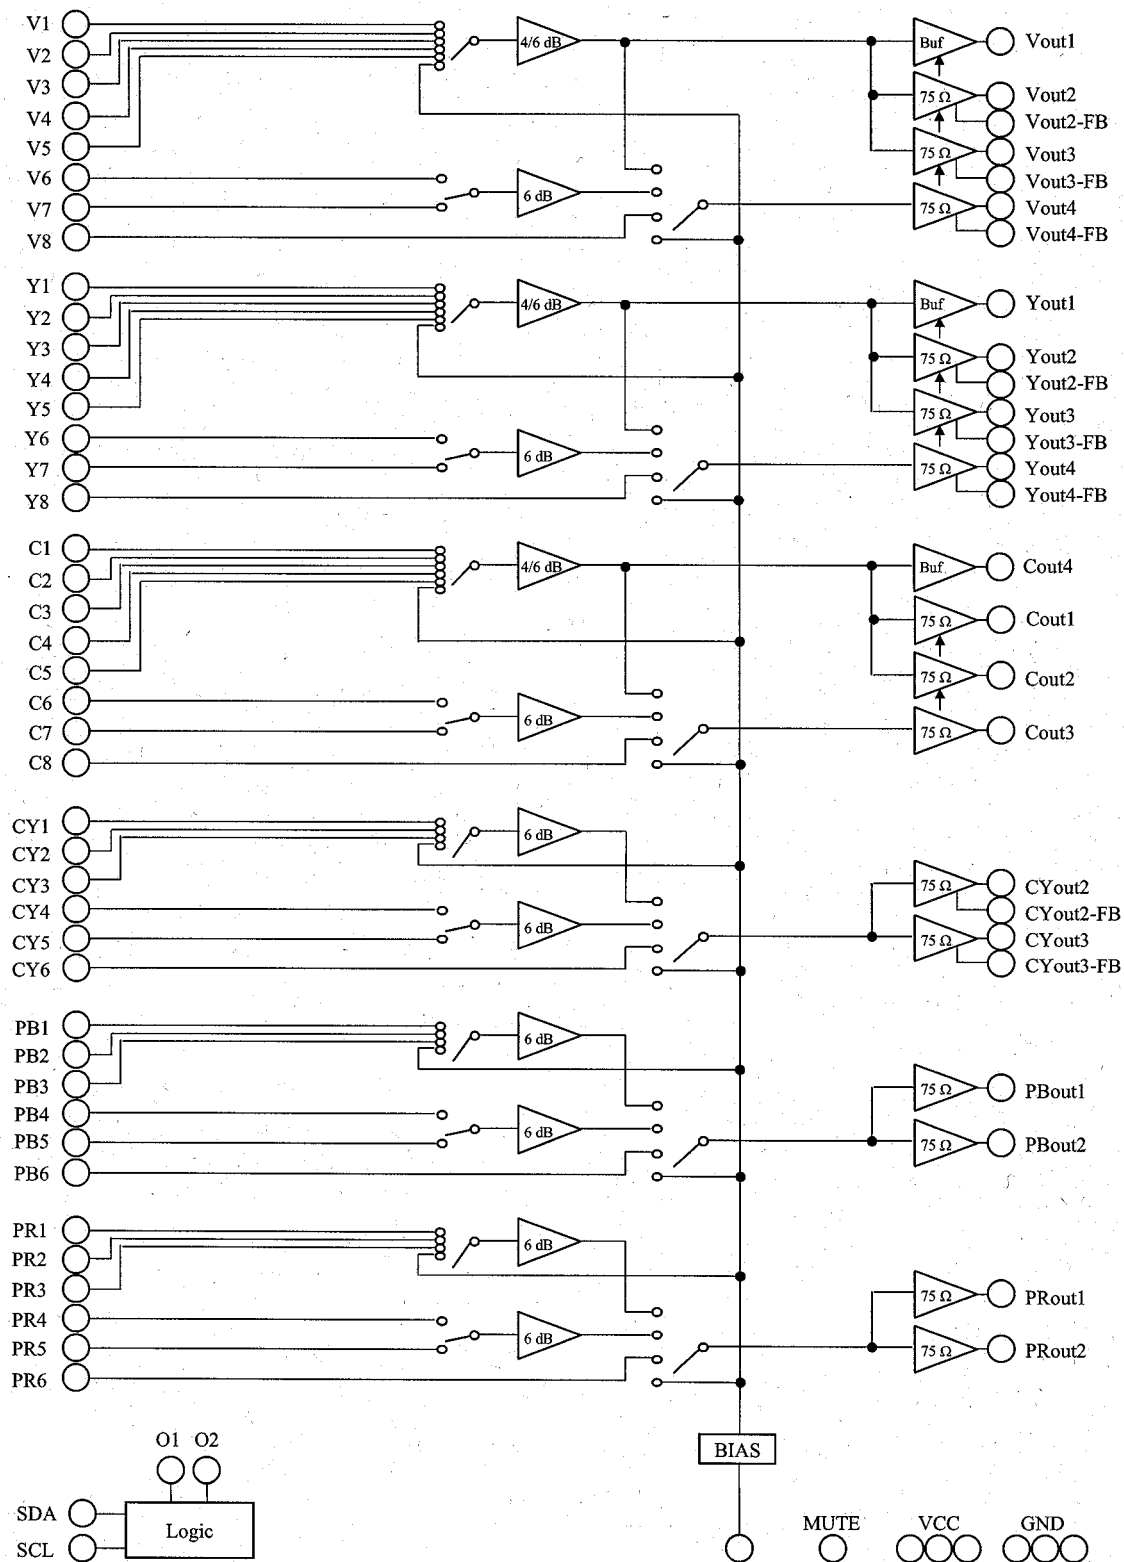 V1
V2
V3
V4
V5
V6
V7
V8
4/6 dB
6 dB
Buf
75 Ω
75 Ω
75 Ω
Vout1
Vout2
Vout2-FB
Vout3
Vout3-FB
Vout4
Vout4-FB
Y1
Y2
Y3
Y4
Y5
Y6
Y7
Y8
4/6 dB
6 dB
Buf
75 Ω
75 Ω
75 Ω
Yout1
Yout2
Yout2-FB
Yout3
Yout3-FB
Yout4
Yout4-FB
C1
C2
C3
C4
C5
C6
C7
C8
4/6 dB
6 dB
Buf
75 Ω
75 Ω
75 Ω
Cout4
Cout1
Cout2
Cout3
CY1
CY2
CY3
CY4
CY5
CY6
6 dB
6 dB
75 Ω
75 Ω
CYout2
CYout2-FB
CYout3
CYout3-FB
PB1
PB2
PB3
PB4
PB5
PB6
6 dB
6 dB
75 Ω
75 Ω
PBout1
PBout2
PR1
PR2
PR3
PR4
PR5
PR6
6 dB
6 dB
75 Ω
75 Ω
PRout1
PRout2
O1 O2
SDA
SCL
Logic
BIAS
MUTE
VCC
GND